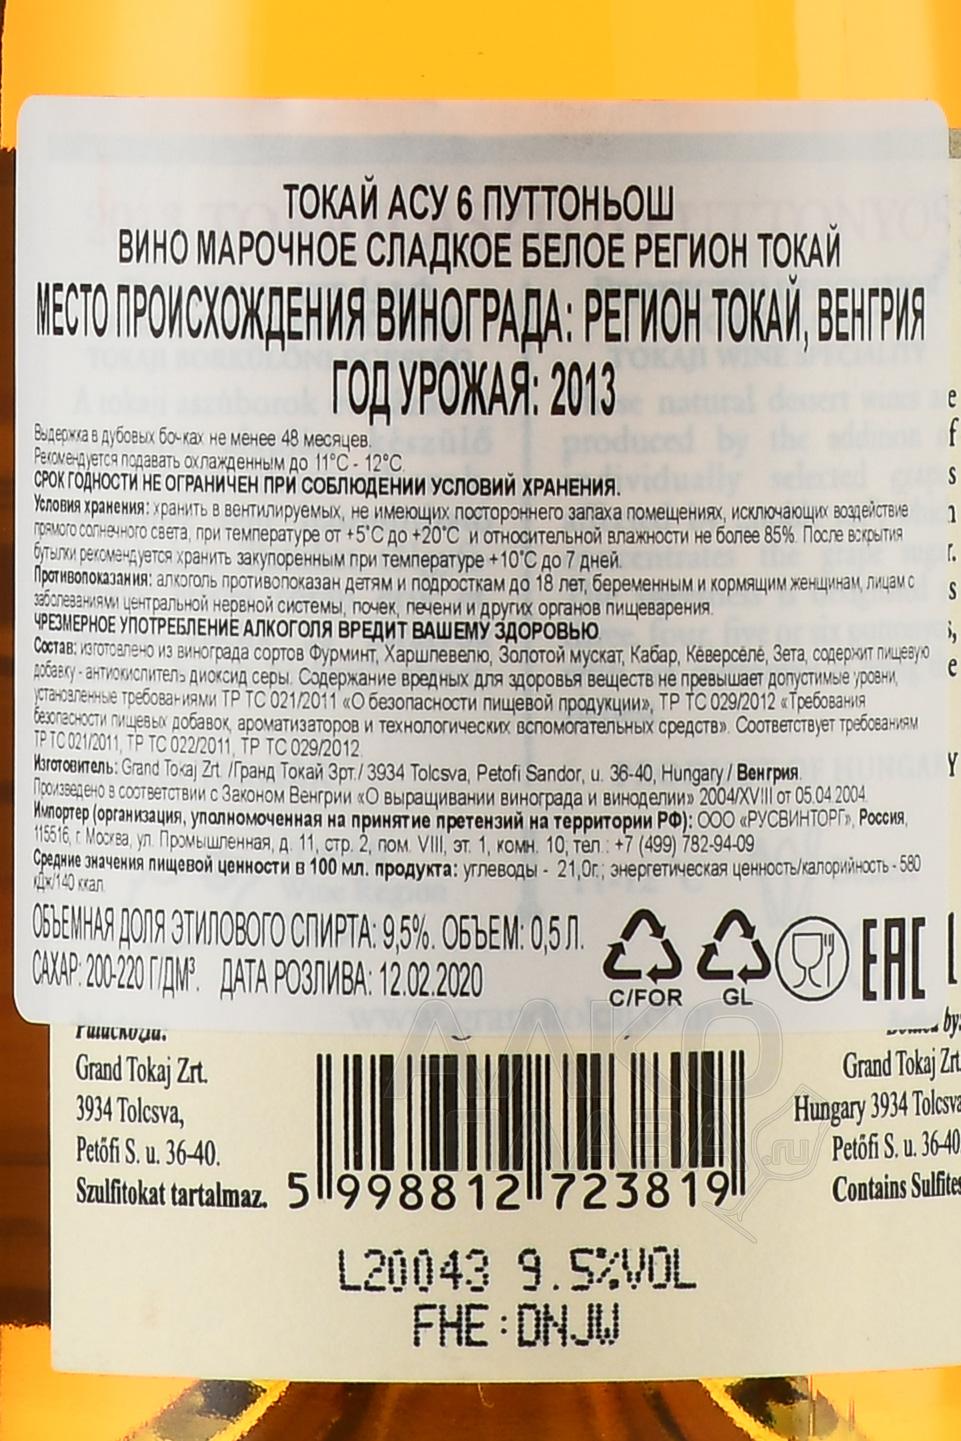 ТОКАЙ АСУ 6 ПУТТОНЬОШ
ВИНО МАРОЧНОЕ СЛАДКОЕ БЕЛОЕ РЕГИОН ТОКАЙ
МЕСТО ПРОИСХОЖДЕНИЯ ВИНОГРАДА: РЕГИОН ТОКАЙ, ВЕНГРИЯ
ГОД УРОЖАЯ: 2013
Выдержка в дубовых бочках не менее 48 месяцев.
Рекомендуется подавать охлажденным до 11°C - 12°C.
СРОК ГОДНОСТИ НЕ ОГРАНИЧЕН ПРИ СОБЛЮДЕНИИ УСЛОВИЙ ХРАНЕНИЯ.
Условия хранения: хранить в вентилируемых, не имеющих постороннего запаха помещениях, исключающих воздействие
прямого солнечного света, при температуре от +5°C до +20°C и относительной влажности не более 85%. После вскрытия
бутылки рекомендуется хранить закупоренным при температуре +10°C до 7 дней.
Противопоказания: алкоголь противопоказан детям и подросткам до 18 лет, беременным и кормящим женщинам, лицам с
заболеваниями центральной нервной системы, почек, печени и других органов пищеварения.
ЧРЕЗМЕРНОЕ УПОТРЕБЛЕНИЕ АЛКОГОЛЯ ВРЕДИТ ВАШЕМУ ЗДОРОВЬЮ
Состав: изготовлено из винограда сортов Фурминт, Харшлевелю, Золотой мускат, Кабар, Кёверсёлё, Зета, содержит пищевую
добавку - антиокислитель диоксид серы. Содержание вредных для здоровья веществ не превышает допустимые уровни,
установленные требованиями ТР ТС 021/2011 «О безопасности пищевой продукции», ТР ТС 029/2012 «Требования
безопасности пищевых добавок, ароматизаторов и технологических вспомогательных средств». Соответствует требованиям
ТР ТС 021/2011, ТР ТС 022/2011, ТР ТС 029/2012.
Изготовитель: Grand Tokaj Zrt. /Гранд Токай Зрт./ 3934 Tolcsva, Petofi Sandor, u. 36-40, Hungary / Венгрия.
Произведено в соответствии с Законом Венгрии «О выращивании винограда и виноделии» 2004/XVIII от 05.04.2004.
Импортер (организация, уполномоченная на принятие претензий на территории РФ): ООО «РУСВИНТОРГ», Россия,
115516, г. Москва, ул. Промышленная, д. 11, стр. 2, пом. VIII, эт. 1, комн. 10, тел.: +7 (499) 782-94-09
Средние значения пищевой ценности в 100 мл. продукта: углеводы - 21,0г.; энергетическая ценность/калорийность - 580
кДж/140 ккал.
ОБЪЕМНАЯ ДОЛЯ ЭТИЛОВОГО СПИРТА: 9,5%. ОБЪЕМ: 0,5 Л.
САХАР: 200-220 Г/ДМ³. ДАТА РОЗЛИВА: 12.02.2020
C/FOR GL EAC
www.grandtokaj.com
Palackozta:
Grand Tokaj Zrt.
3934 Tolcsva,
Petőfi S. u. 36-40.
Szulfitokat tartalmaz.
by:
Grand Tokaj Zrt.
Hungary 3934 Tolcsva
Petőfi S. u. 36-40
Contains Sulfites
5 998812 723819
L20043 9.5%VOL
FHE:DNJW
АЛКО
ПЛАВА.ru